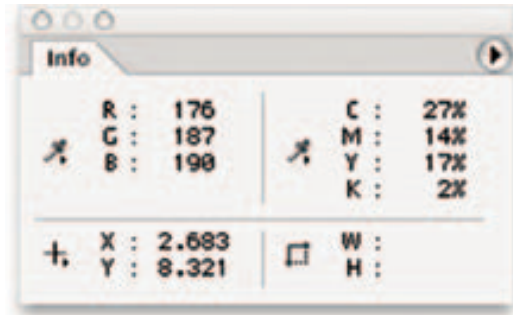 Info
R : 176
G : 187
B : 190
C : 27%
M : 14%
Y : 17%
K : 2%
X : 2.683
Y : 8.321
W :
H :